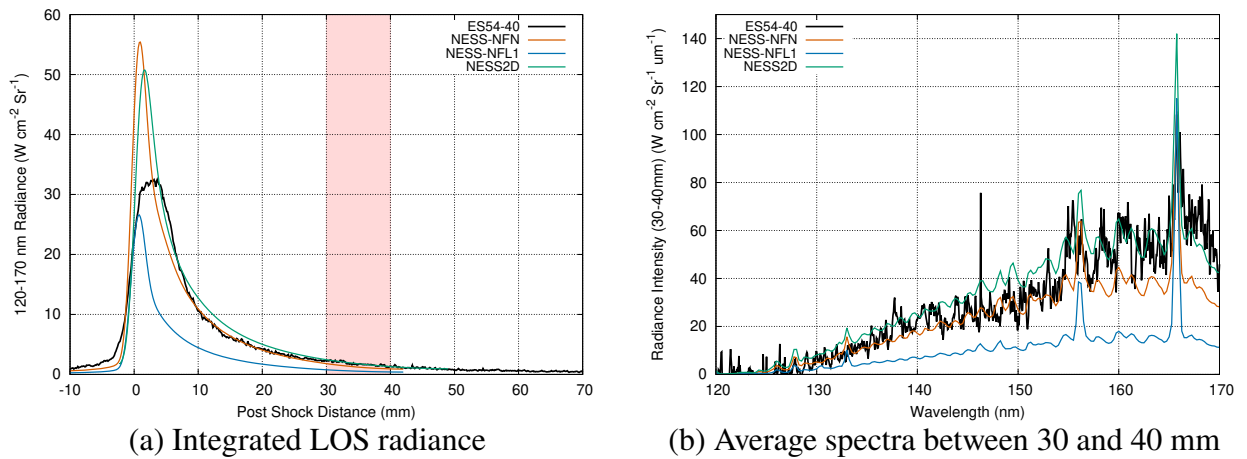 120-170 nm Radiance (W cm-2 Sr-1)
60
50
40
30
20
10
0
ES54-40
NESS-NFN
NESS-NFL1
NESS2D
-10 0 10 20 30 40 50 60 70
Post Shock Distance (mm)
(a) Integrated LOS radiance
Radiance Intensity (30-40mm) (W cm-2 Sr-1 um-1)
140
120
100
80
60
40
20
0
ES54-40
NESS-NFN
NESS-NFL1
NESS2D
120 130 140 150 160 170
Wavelength (nm)
(b) Average spectra between 30 and 40 mm